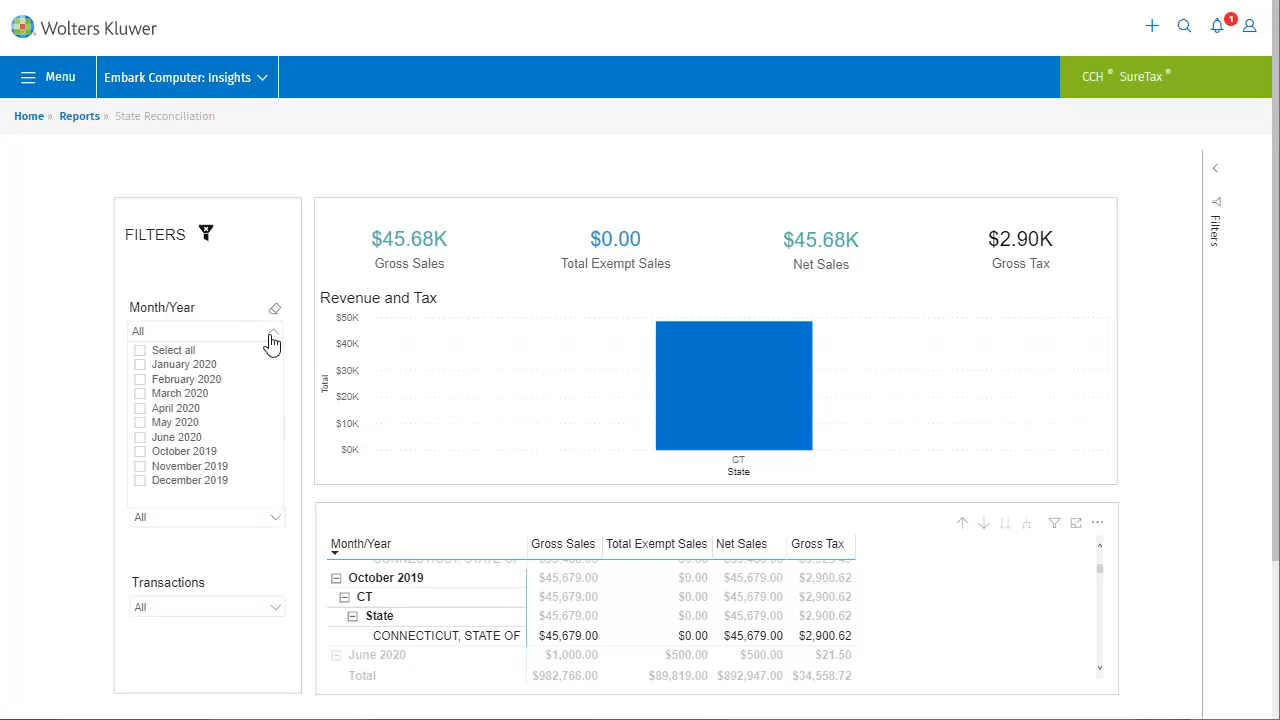 Wolters Kluwer
1
Menu
Embark Computer: Insights
CCH ® SureTax ®
Home » Reports » State Reconciliation
FILTERS
Month/Year
All
Select all
January 2020
February 2020
March 2020
April 2020
May 2020
June 2020
October 2019
November 2019
December 2019
All
Transactions
All
$45.68K
Gross Sales
$0.00
Total Exempt Sales
$45.68K
Net Sales
$2.90K
Gross Tax
Revenue and Tax
$50K
$40K
$30K
$20K
$10K
$0K
Total
CT
State
Month/Year Gross Sales Total Exempt Sales Net Sales Gross Tax
October 2019 $45,679.00 $0.00 $45,679.00 $2,900.62
CT $45,679.00 $0.00 $45,679.00 $2,900.62
State $45,679.00 $0.00 $45,679.00 $2,900.62
CONNECTICUT, STATE OF $45,679.00 $0.00 $45,679.00 $2,900.62
June 2020 $1,000.00 $500.00 $500.00 $21.50
Total $982,766.00 $89,819.00 $892,947.00 $34,558.72
Filters